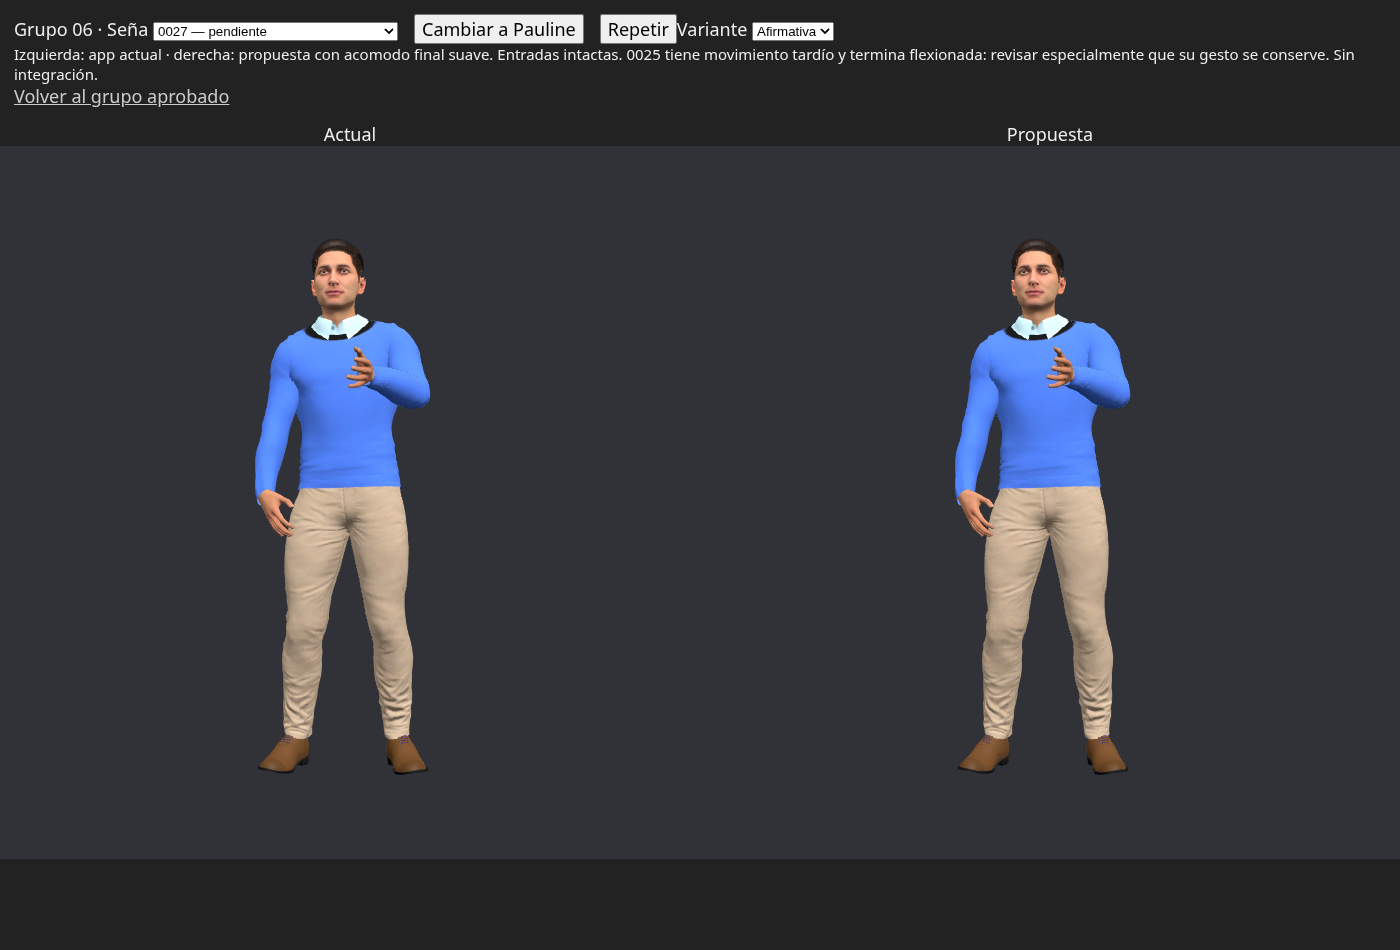 Grupo 06 · Seña 0027 — pendiente Cambiar a Pauline Repetir Variante Afirmativa
Izquierda: app actual · derecha: propuesta con acomodo final suave. Entradas intactas. 0025 tiene movimiento tardío y termina flexionada: revisar especialmente que su gesto se conserve. Sin
integración.
Volver al grupo aprobado
Actual Propuesta